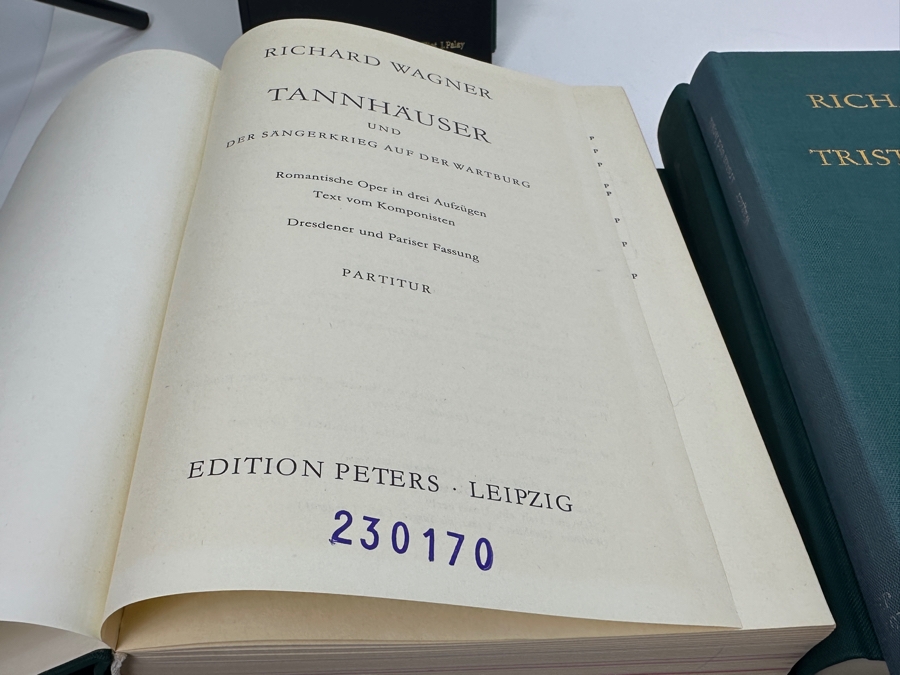 RICHARD WAGNER
TANNHÄUSER
UND
DER SÄNGERKRIEG AUF DER WARTBURG
Romantische Oper in drei Aufzügen
Text vom Komponisten
Dresdener und Pariser Fassung
PARTITUR
EDITION PETERS · LEIPZIG
230170
P
P
P
P
P
P
P
P
J. Palay
RICH
TRIST